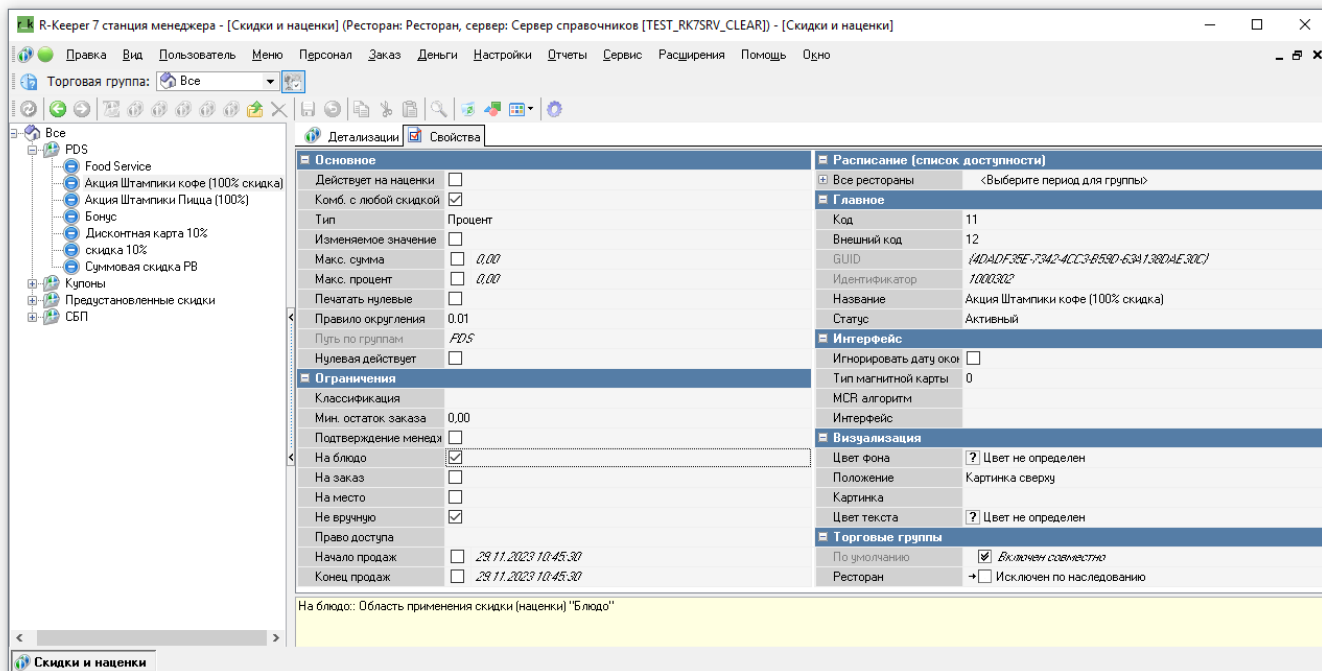 R-Keeper 7 станция менеджера - [Скидки и наценки] (Ресторан: Ресторан, сервер: Сервер справочников [TEST_RK7SRV_CLEAR]) - [Скидки и наценки]
Правка Вид Пользователь Меню Персонал Заказ Деньги Настройки Отчеты Сервис Расширения Помощь Окно
Торговая группа: Все
Все
PDS
Food Service
Акция Штампики кофе (100% скидка)
Акция Штампики Пицца (100%)
Бонус
Дисконтная карта 10%
скидка 10%
Суммовая скидка РВ
Купоны
Предустановленные скидки
СБП
Детализации Свойства
Основное
Действует на наценки
Комб. с любой скидкой
Тип Процент
Изменяемое значение
Макс. сумма 0,00
Макс. процент 0,00
Печатать нулевые
Правило округления 0.01
Путь по группам PDS
Нулевая действует
Ограничения
Классификация
Мин. остаток заказа 0,00
Подтверждение менедж
На блюдо
На заказ
На место
Не вручную
Право доступа
Начало продаж 29.11.2023 10:45:30
Конец продаж 29.11.2023 10:45:30
Расписание (список доступности)
Все рестораны <Выберите период для группы>
Главное
Код 11
Внешний код 12
GUID {4DADF35E-7342-4CC3-B59D-63A138DAE30C}
Идентификатор 1000302
Название Акция Штампики кофе (100% скидка)
Статус Активный
Интерфейс
Игнорировать дату окон
Тип магнитной карты 0
MCR алгоритм
Интерфейс
Визуализация
Цвет фона ? Цвет не определен
Положение Картинка сверху
Картинка
Цвет текста ? Цвет не определен
Торговые группы
По умолчанию Включен совместно
Ресторан Исключен по наследованию
На блюдо:: Область применения скидки (наценки) "Блюдо"
Скидки и наценки